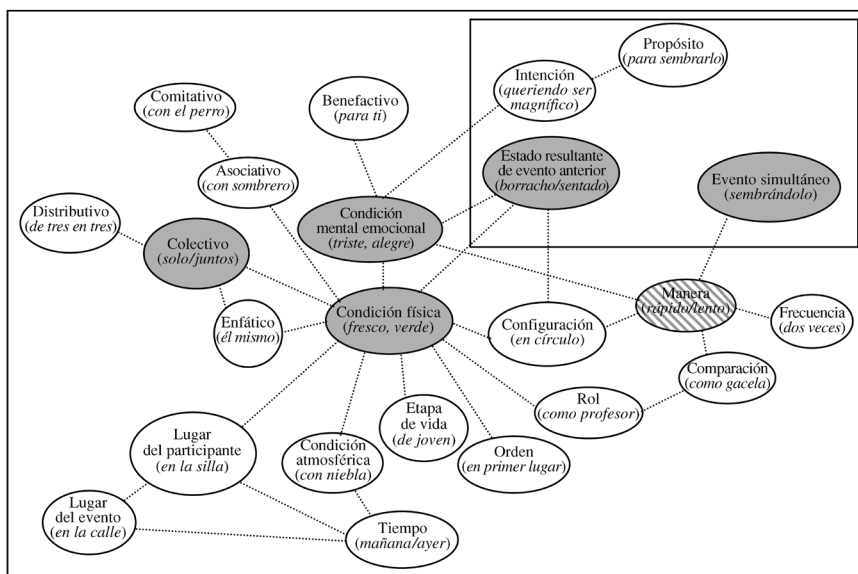 Propósito
(para sembrarlo)
Intención
(queriendo ser
magnífico)
Comitativo
(con el perro)
Benefactivo
(para ti)
Estado resultante
de evento anterior
(borracho/sentado)
Asociativo
(con sombrero)
Evento simultáneo
(sembrándolo)
Distributivo
(de tres en tres)
Condición
mental emocional
(triste, alegre)
Colectivo
(solo/juntos)
Manera
(rápido/lento)
Condición física
(fresco, verde)
Enfático
(él mismo)
Configuración
(en círculo)
Frecuencia
(dos veces)
Comparación
(como gacela)
Rol
(como profesor)
Etapa
de vida
(de joven)
Lugar
del participante
(en la silla)
Condición
atmosférica
(con niebla)
Orden
(en primer lugar)
Lugar
del evento
(en la calle)
Tiempo
(mañana/ayer)